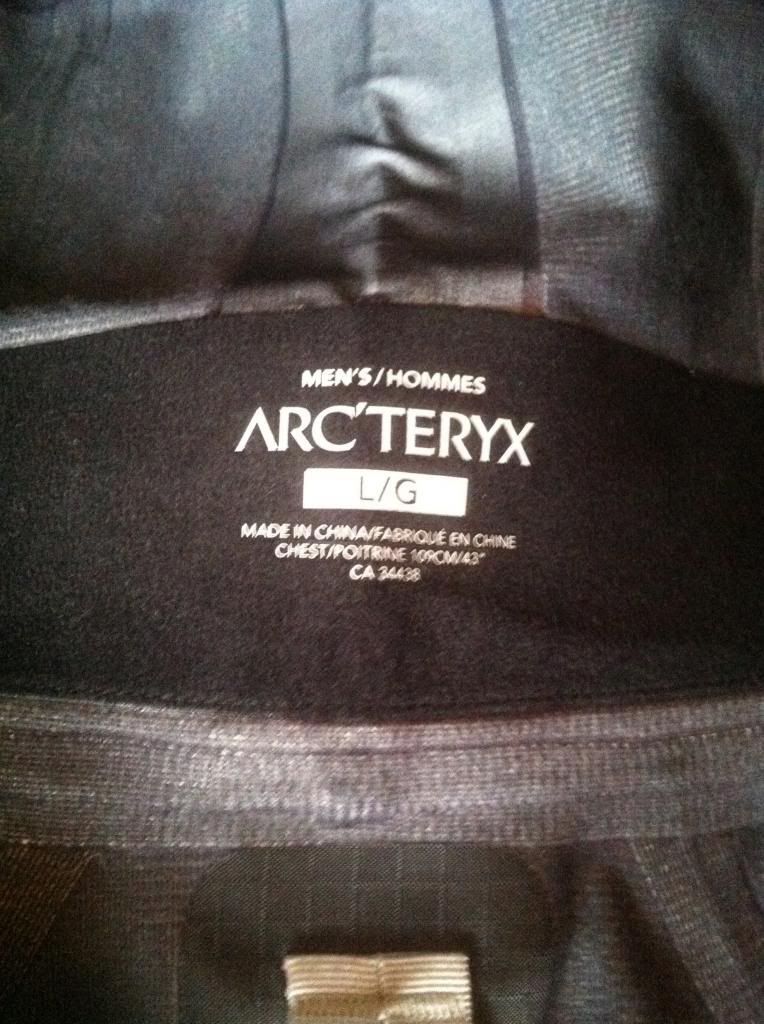 MEN'S/HOMMES
ARC'TERYX
L/G
MADE IN CHINA/FABRIQUÉ EN CHINE
CHEST/POITRINE 109CM/43"
CA 34438